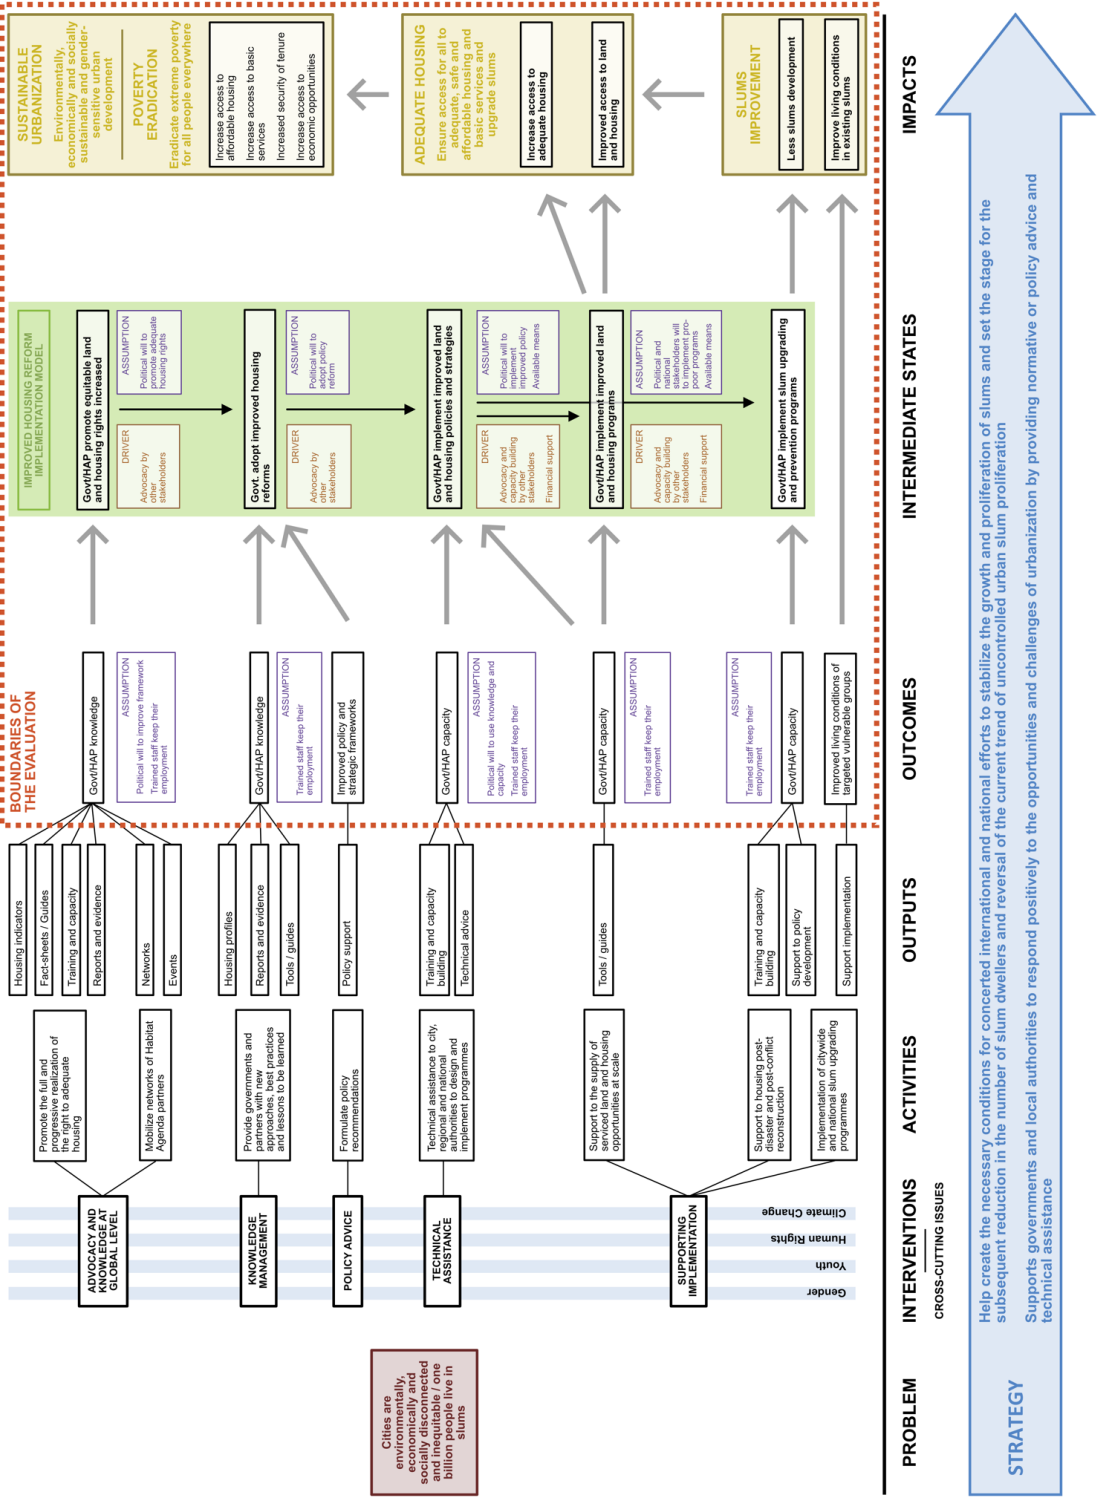 PROBLEM
Cities are
environmentally,
economically and
socially disconnected
and inequitable / one
billion people live in
slums
INTERVENTIONS
CROSS-CUTTING ISSUES
Gender
Youth
Human Rights
Climate Change
ADVOCACY AND
KNOWLEDGE AT
GLOBAL LEVEL
KNOWLEDGE
MANAGEMENT
POLICY ADVICE
TECHNICAL
ASSISTANCE
SUPPORTING
IMPLEMENTATION
ACTIVITIES
Promote the full and
progressive realization of
the right to adequate
housing
Mobilize networks of Habitat
Agenda partners
Provide governments and
partners with new
approaches, best practices
and lessons to be learned
Formulate policy
recommendations
Technical assistance to city,
regional and national
authorities to design and
implement programmes
Support to the supply of
serviced land and housing
opportunities at scale
Support to housing post-
disaster and post-conflict
reconstruction
Implementation of citywide
and national slum upgrading
programmes
OUTPUTS
Housing indicators
Fact-sheets / Guides
Training and capacity
Reports and evidence
Networks
Events
Housing profiles
Reports and evidence
Tools / guides
Policy support
Training and capacity
building
Technical advice
Tools / guides
Training and capacity
building
Support to policy
development
Support implementation
BOUNDARIES OF
THE EVALUATION
OUTCOMES
Govt/HAP knowledge
ASSUMPTION
Political will to improve framework
Trained staff keep their
employment
Govt/HAP knowledge
ASSUMPTION
Trained staff keep their
employment
Improved policy and
strategic frameworks
Govt/HAP capacity
ASSUMPTION
Political will to use knowledge and
capacity
Trained staff keep their
employment
Govt/HAP capacity
ASSUMPTION
Trained staff keep their
employment
ASSUMPTION
Trained staff keep their
employment
Govt/HAP capacity
Improved living conditions of
targeted vulnerable groups
INTERMEDIATE STATES
IMPROVED HOUSING REFORM
IMPLEMENTATION MODEL
Govt/HAP promote equitable land
and housing rights increased
DRIVER
Advocacy by
other
stakeholders
ASSUMPTION
Political will to
promote adequate
housing rights
Govt. adopt improved housing
reforms
DRIVER
Advocacy by
other
stakeholders
ASSUMPTION
Political will to
adopt policy
reform
Govt/HAP implement improved land
and housing policies and strategies
DRIVER
Advocacy and
capacity building
by other
stakeholders
Financial support
ASSUMPTION
Political will to
implement
improved policy
Available means
Govt/HAP implement improved land
and housing programs
DRIVER
Advocacy and
capacity building
by other
stakeholders
Financial support
ASSUMPTION
Political and
national
stakeholders will
to implement pro-
poor programs
Available means
Govt/HAP implement slum upgrading
and prevention programs
IMPACTS
SUSTAINABLE
URBANIZATION
Environmentally,
economically and socially
sustainable and gender-
sensitive urban
development
POVERTY
ERADICATION
Eradicate extreme poverty
for all people everywhere
Increase access to
affordable housing
Increase access to basic
services
Increased security of tenure
Increase access to
economic opportunities
ADEQUATE HOUSING
Ensure access for all to
adequate, safe and
affordable housing and
basic services and
upgrade slums
Increase access to
adequate housing
Improved access to land
and housing
SLUMS
IMPROVEMENT
Less slums development
Improve living conditions
in existing slums
STRATEGY
Help create the necessary conditions for concerted international and national efforts to stabilize the growth and proliferation of slums and set the stage for the
subsequent reduction in the number of slum dwellers and reversal of the current trend of uncontrolled urban slum proliferation
Supports governments and local authorities to respond positively to the opportunities and challenges of urbanization by providing normative or policy advice and
technical assistance